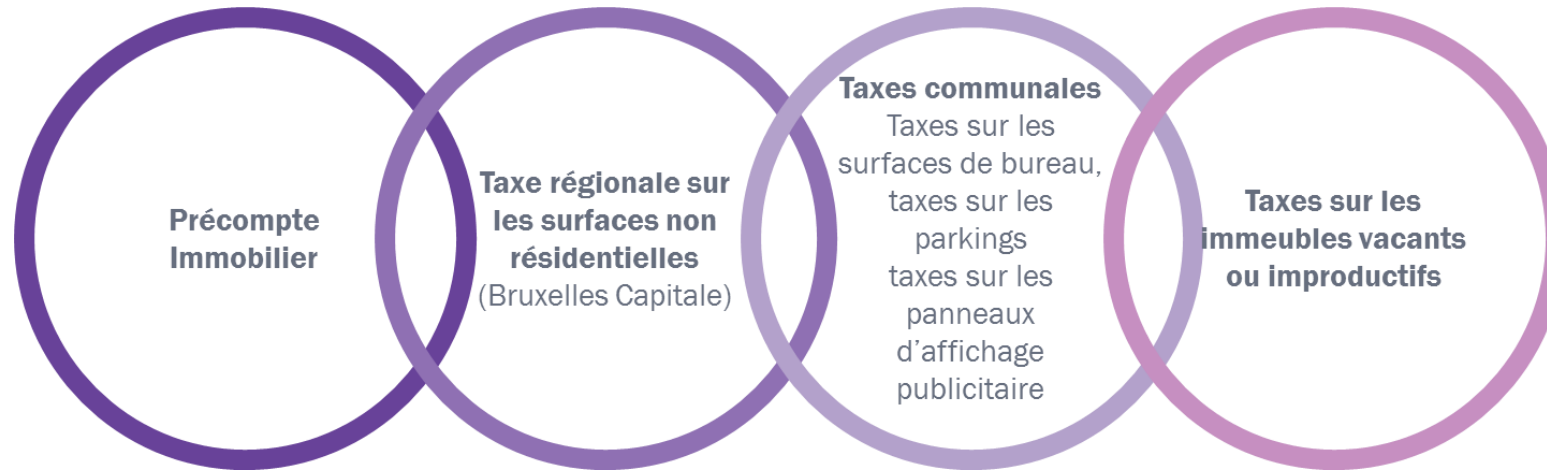 Précompte
Immobilier
Taxe régionale sur
les surfaces non
résidentielles
(Bruxelles Capitale)
Taxes communales
Taxes sur les
surfaces de bureau,
taxes sur les
parkings
taxes sur les
panneaux
d’affichage
publicitaire
Taxes sur les
immeubles vacants
ou improductifs